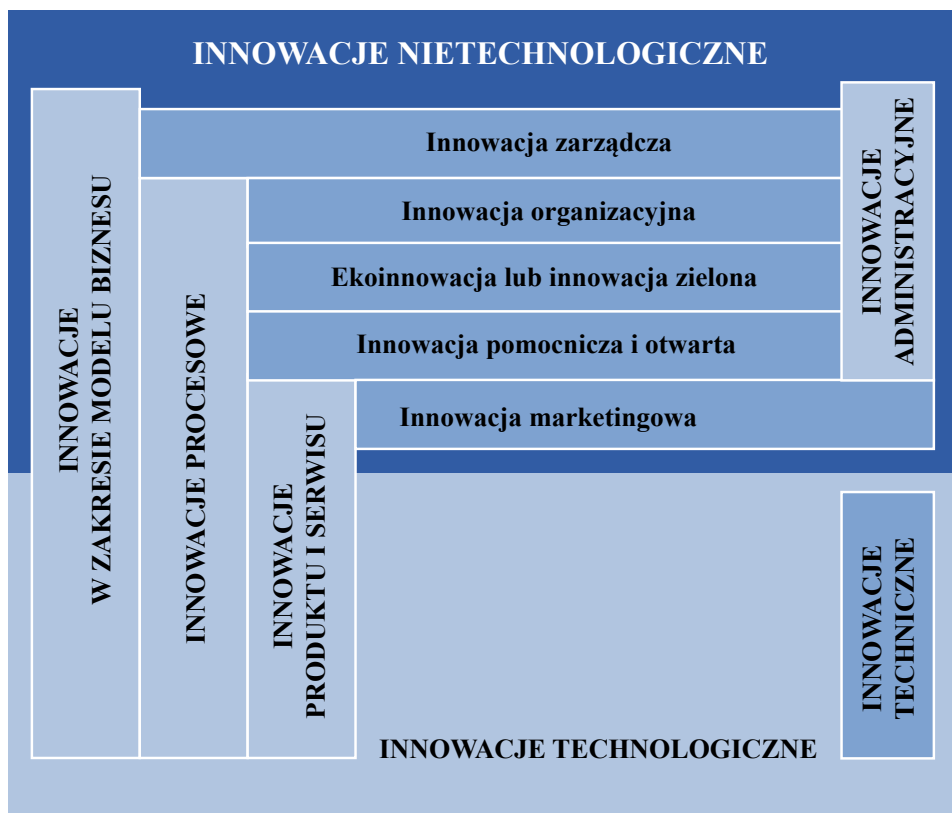 INNOWACJE NIETECHNOLOGICZNE
INNOWACJE
W ZAKRESIE MODELU BIZNESU
INNOWACJE PROCESOWE
INNOWACJE
PRODUKTU I SERWISU
Innowacja zarządcza
Innowacja organizacyjna
Ekoinnowacja lub innowacja zielona
Innowacja pomocnicza i otwarta
Innowacja marketingowa
INNOWACJE
ADMINISTRACYJNE
INNOWACJE
TECHNICZNE
INNOWACJE TECHNOLOGICZNE